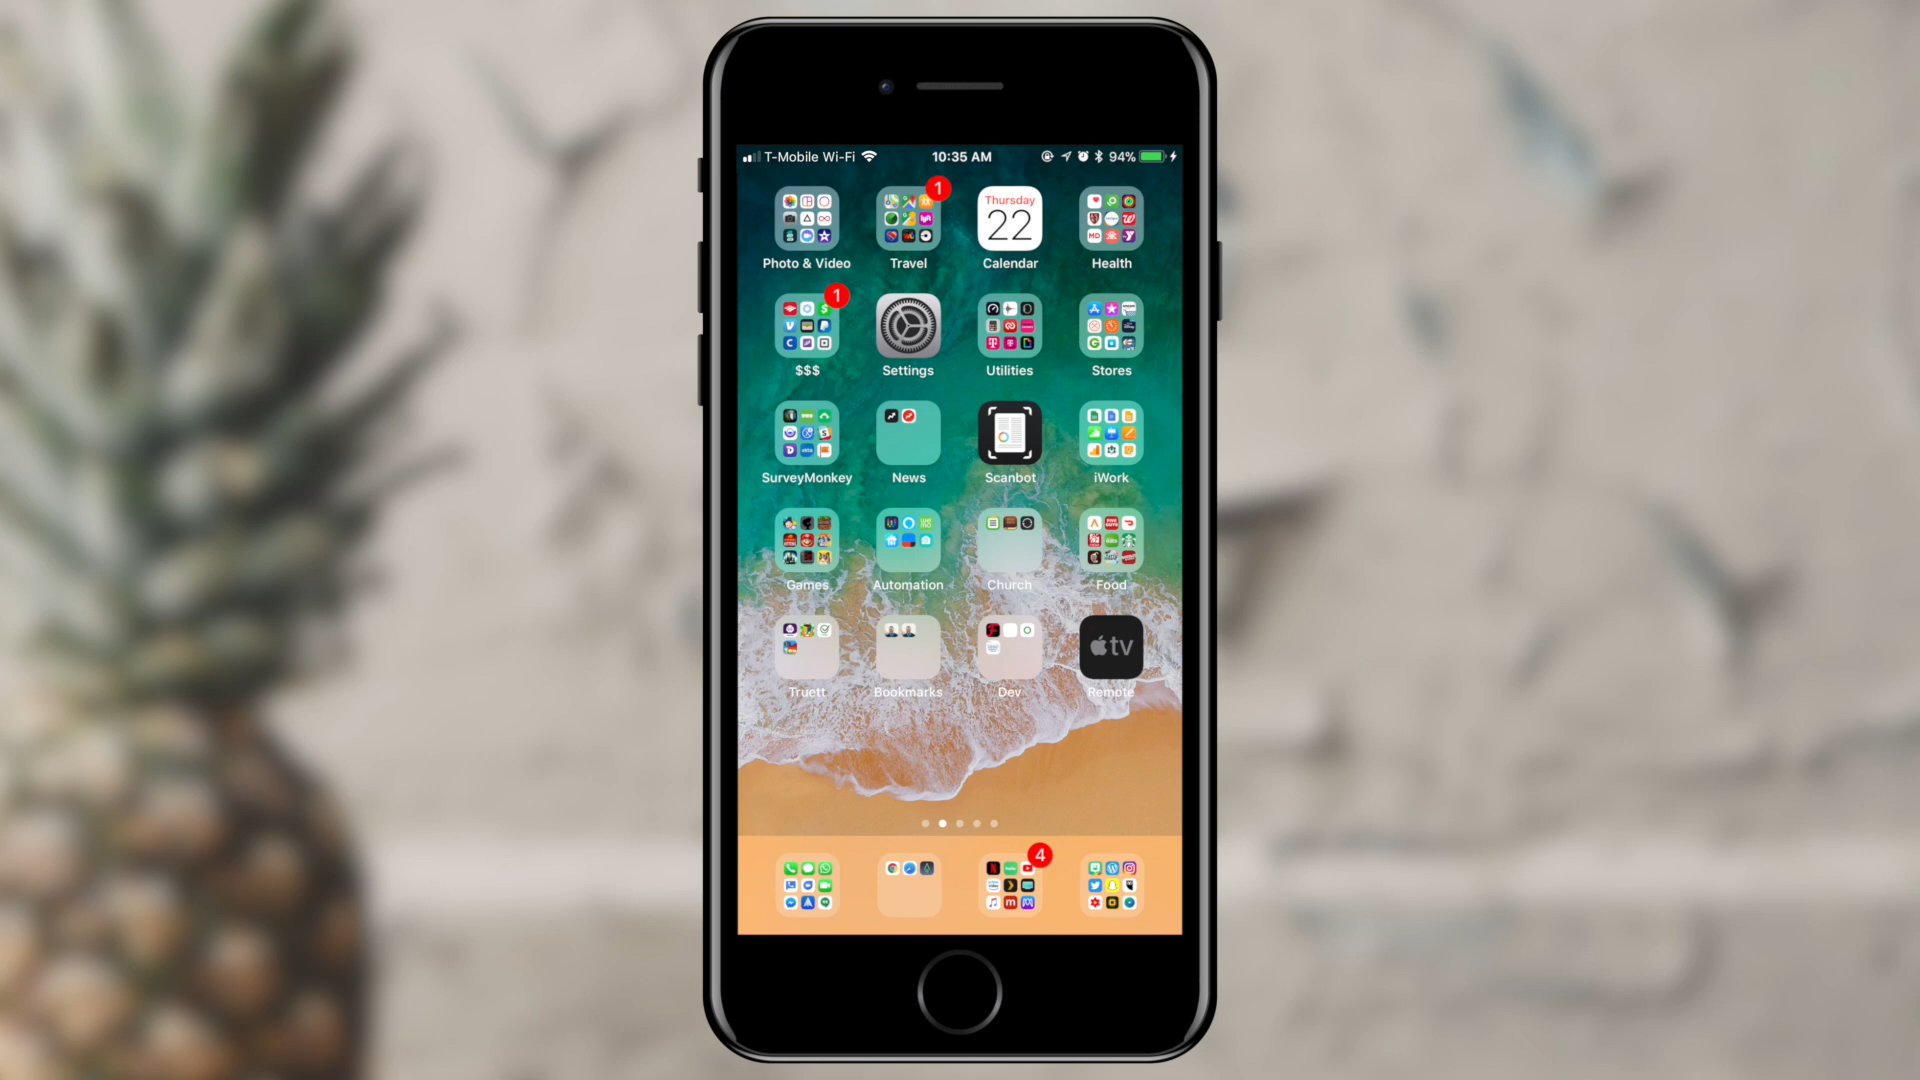 T-Mobile Wi-Fi 10:35 AM 94%
1
Thursday
22
Photo & Video Travel Calendar Health
1
$$$ Settings Utilities Stores
SurveyMonkey News Scanbot iWork
Games Automation Church Food
tv
Truett Bookmarks Dev Remote
4